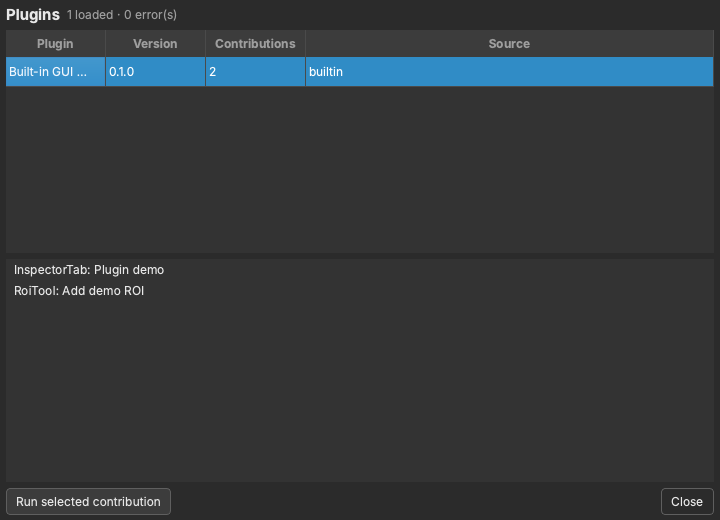 Plugins 1 loaded · 0 error(s)
Plugin Version Contributions Source
Built-in GUI ... 0.1.0 2 builtin
InspectorTab: Plugin demo
RoiTool: Add demo ROI
Run selected contribution Close